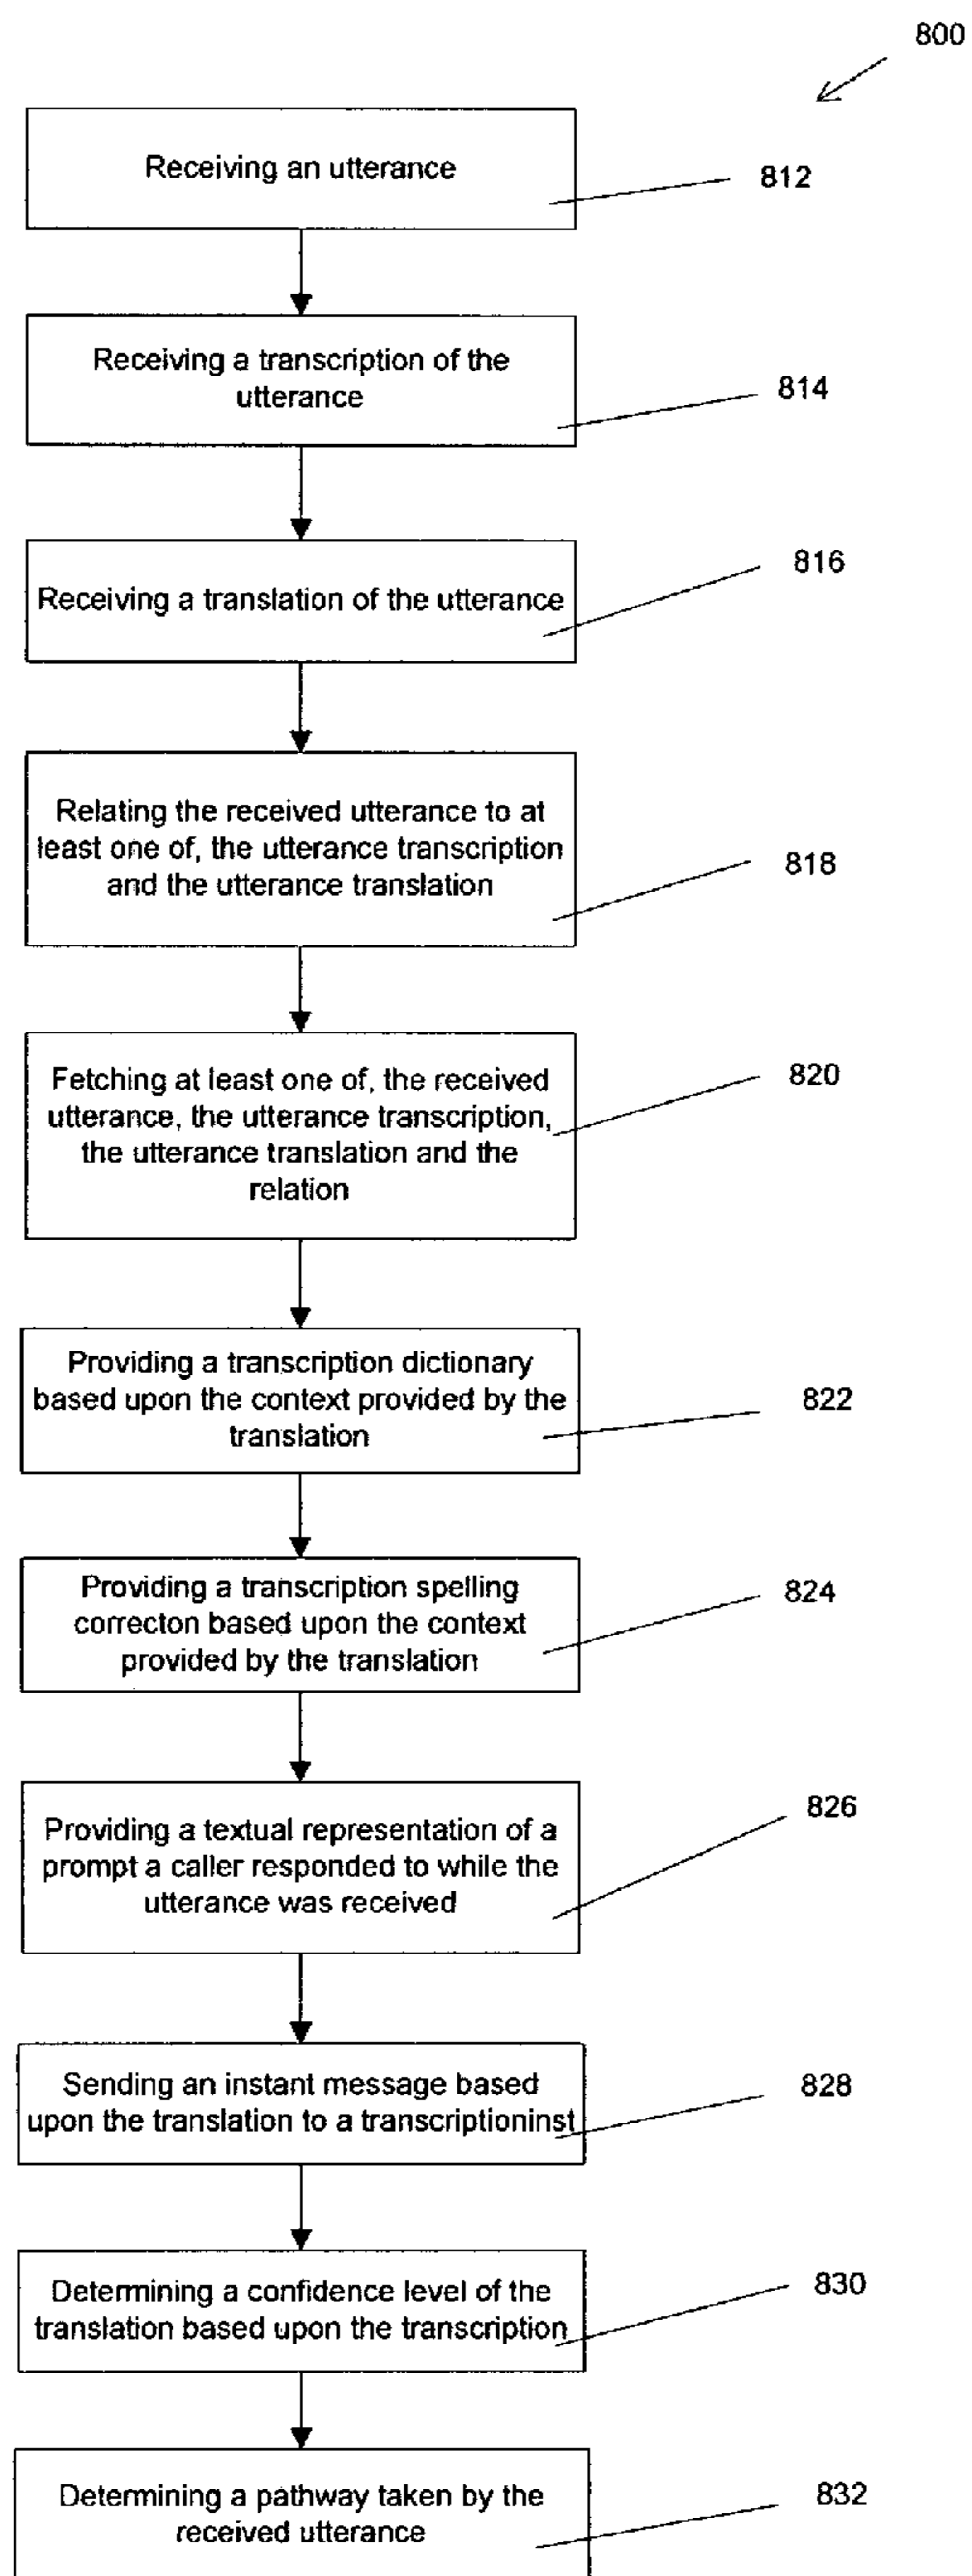 800
Receiving an utterance
812
Receiving a transcription of the
utterance
814
Receiving a translation of the utterance
816
Relating the received utterance to at
least one of, the utterance transcription
and the utterance translation
818
Fetching at least one of, the received
utterance, the utterance transcription,
the utterance translation and the
relation
820
Providing a transcription dictionary
based upon the context provided by the
translation
822
Providing a transcription spelling
correcton based upon the context
provided by the translation
824
Providing a textual representation of a
prompt a caller responded to while the
utterance was received
826
Sending an instant message based
upon the translation to a transcriptioninst
828
Determining a confidence level of the
translation based upon the transcription
830
Determining a pathway taken by the
received utterance
832